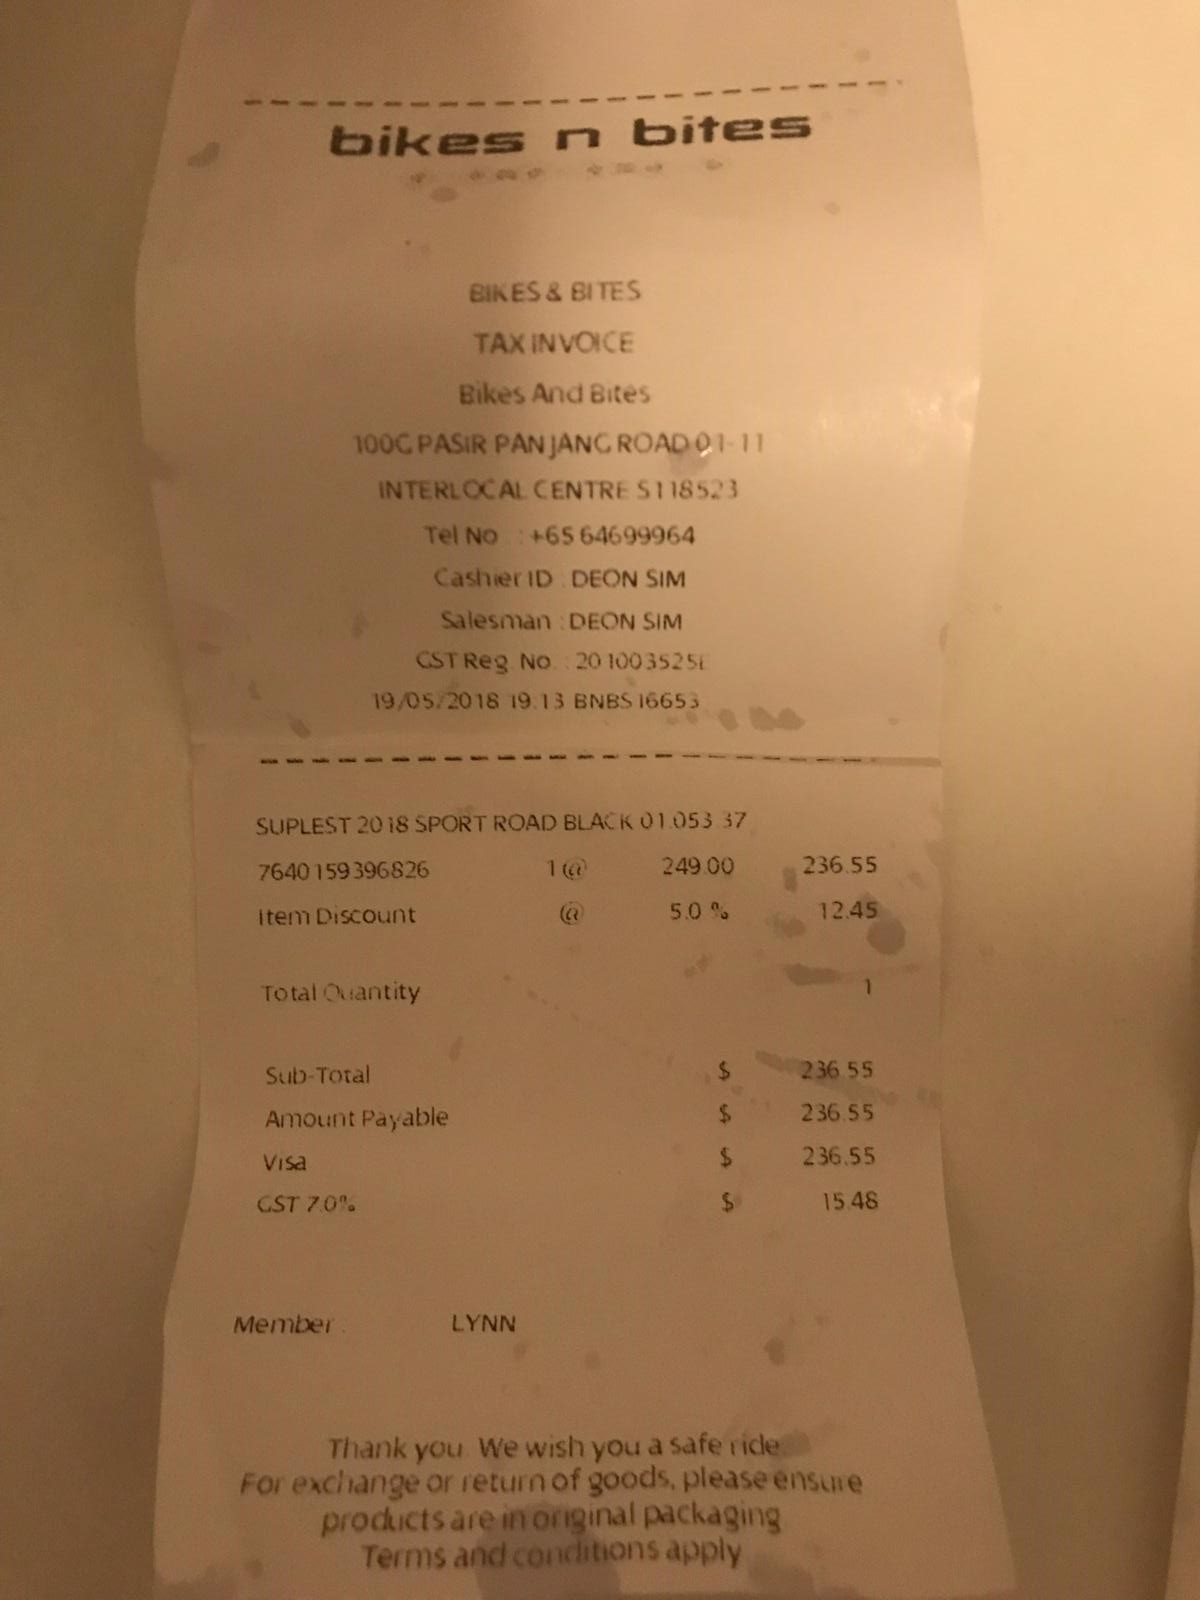 bikes n bites
BIKES & BITES
TAX INVOICE
Bikes And Bites
100G PASIR PANJANG ROAD 01-11
INTERLOCAL CENTRE S118523
Tel No : +65 64699964
Cashier ID : DEON SIM
Salesman : DEON SIM
GST Reg. No. :
19/05/2018 19:13 BNBS16653
SUPLEST 2018 SPORT ROAD BLACK 01.053.37
7640159396826 1 @ 249.00 236.55
Item Discount @ 5.0 % 12.45
Total Quantity 1
Sub-Total $ 236.55
Amount Payable $ 236.55
Visa $ 236.55
GST 7.0% $ 15.48
Member : LYNN
Thank you. We wish you a safe ride.
For exchange or return of goods, please ensure
products are in original packaging
Terms and conditions apply